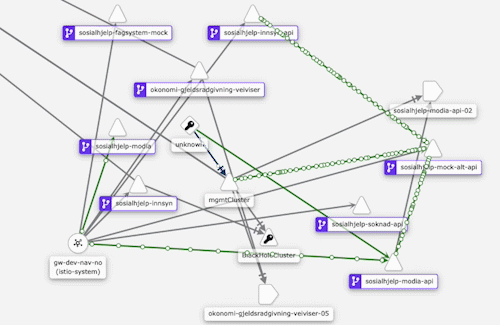 sosialhjelp-fagsystem-mock
sosialhjelp-innsyn-api
okonomi-gjeldsradgivning-veiviser
sosialhjelp-modia-api-02
unknown
sosialhjelp-modia
sosialhjelp-mock-alt-api
mgmtCluster
sosialhjelp-innsyn
sosialhjelp-soknad-api
BlackHoleCluster
gw-dev-nav-no
(istio-system)
sosialhjelp-modia-api
okonomi-gjeldsradgivning-veiviser-05